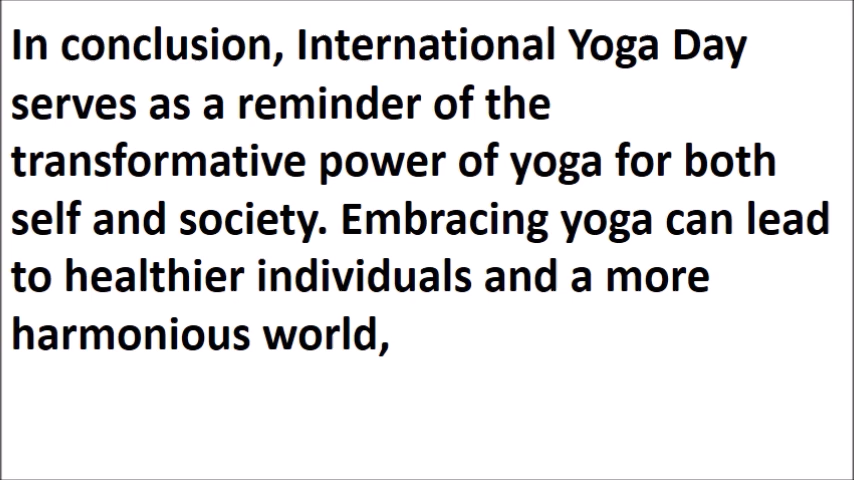 In conclusion, International Yoga Day
serves as a reminder of the
transformative power of yoga for both
self and society. Embracing yoga can lead
to healthier individuals and a more
harmonious world,